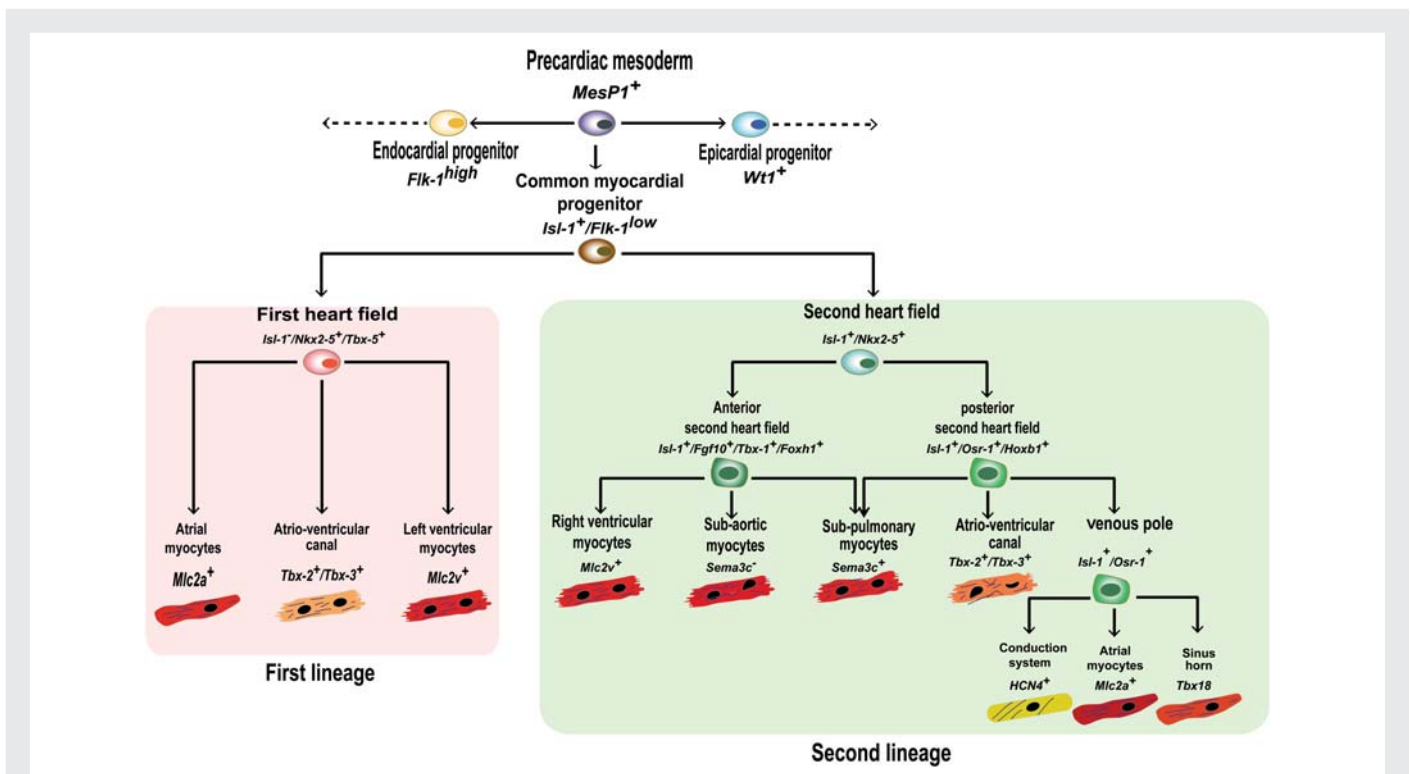 Precardiac mesoderm
MesP1⁺
Endocardial progenitor
Flk-1ʰⁱᵍʰ
Epicardial progenitor
Wt1⁺
Common myocardial
progenitor
Isl-1⁺/Flk-1ˡᵒʷ
First heart field
Isl-1⁻/Nkx2-5⁺/Tbx-5⁺
Atrial
myocytes
Mlc2a⁺
Atrio-ventricular
canal
Tbx-2⁺/Tbx-3⁺
Left ventricular
myocytes
Mlc2v⁺
First lineage
Second heart field
Isl-1⁺/Nkx2-5⁺
Anterior
second heart field
Isl-1⁺/Fgf10⁺/Tbx-1⁺/Foxh1⁺
posterior
second heart field
Isl-1⁺/Osr-1⁺/Hoxb1⁺
Right ventricular
myocytes
Mlc2v⁺
Sub-aortic
myocytes
Sema3c⁻
Sub-pulmonary
myocytes
Sema3c⁺
Atrio-ventricular
canal
Tbx-2⁺/Tbx-3⁺
venous pole
Isl-1⁺/Osr-1⁺
Conduction
system
HCN4⁺
Atrial
myocytes
Mlc2a⁺
Sinus
horn
Tbx18
Second lineage